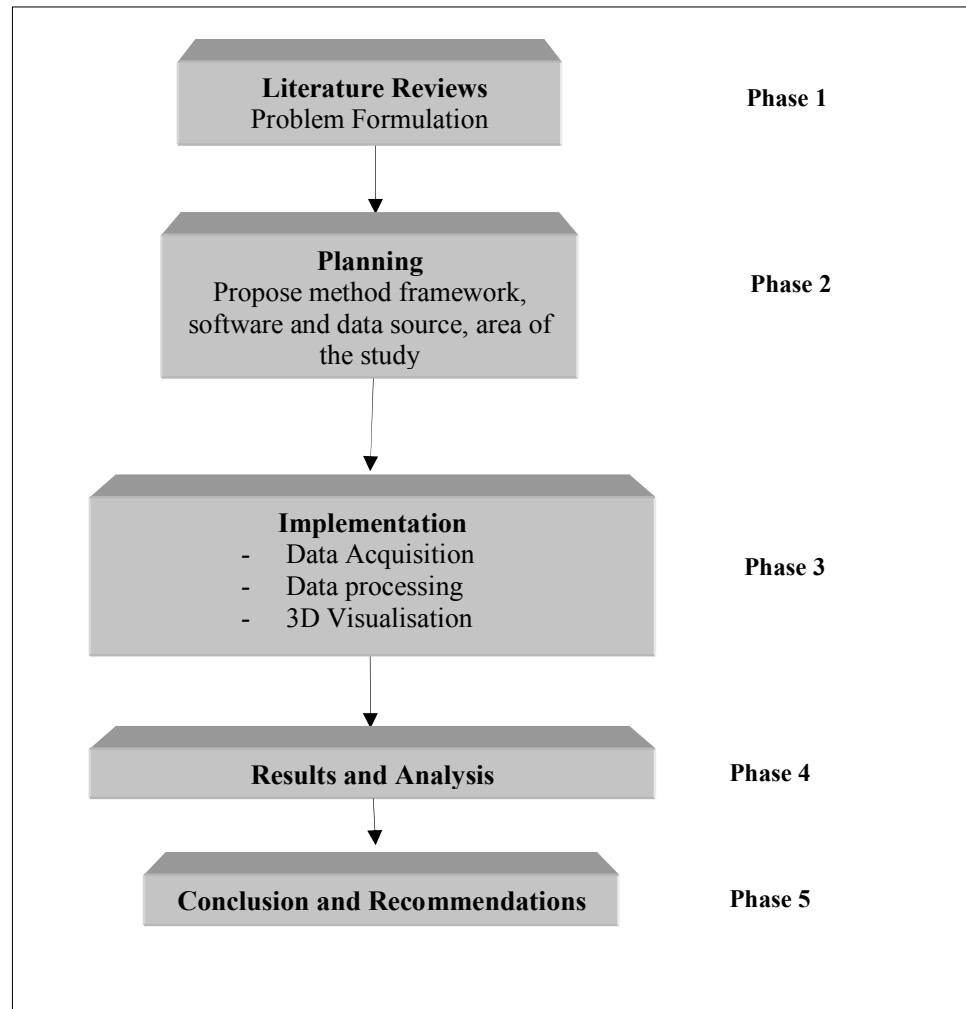 Literature Reviews
Problem Formulation
Phase 1
Planning
Propose method framework,
software and data source, area of
the study
Phase 2
Implementation
- Data Acquisition
- Data processing
- 3D Visualisation
Phase 3
Results and Analysis
Phase 4
Conclusion and Recommendations
Phase 5